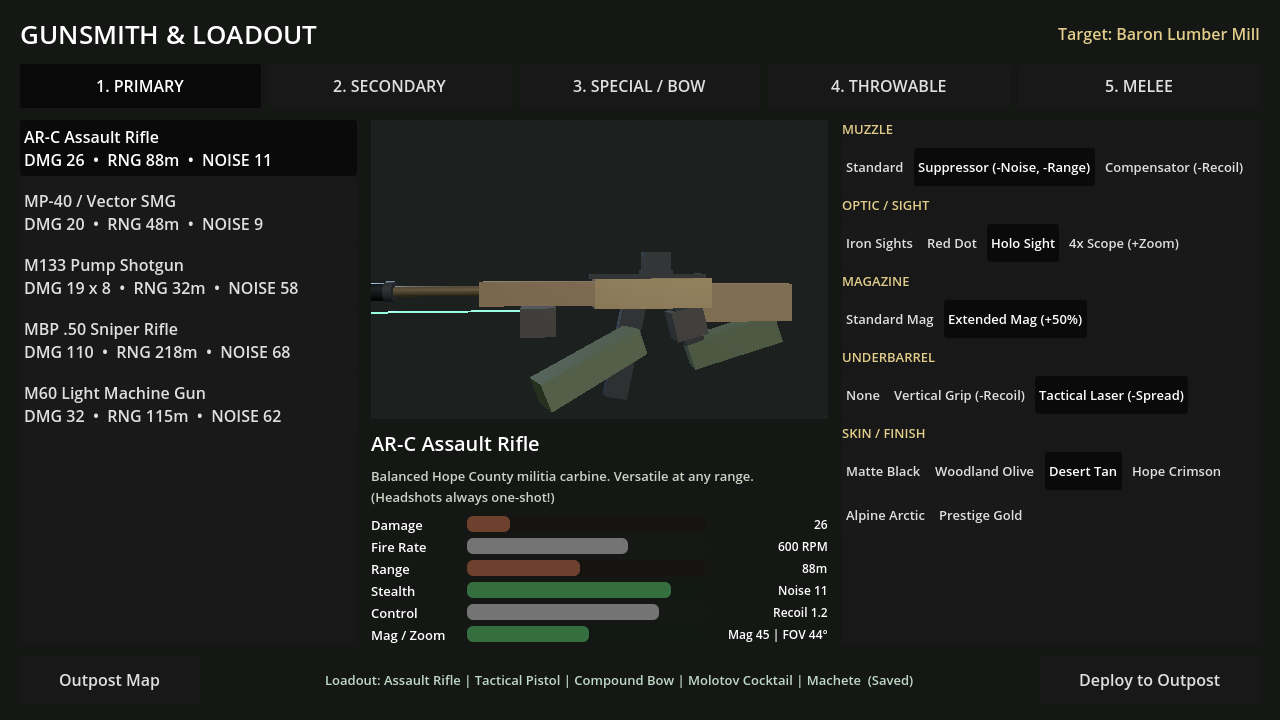 GUNSMITH & LOADOUT
Target: Baron Lumber Mill
1. PRIMARY
2. SECONDARY
3. SPECIAL / BOW
4. THROWABLE
5. MELEE
AR-C Assault Rifle
DMG 26 • RNG 88m • NOISE 11
MP-40 / Vector SMG
DMG 20 • RNG 48m • NOISE 9
M133 Pump Shotgun
DMG 19 x 8 • RNG 32m • NOISE 58
MBP .50 Sniper Rifle
DMG 110 • RNG 218m • NOISE 68
M60 Light Machine Gun
DMG 32 • RNG 115m • NOISE 62
AR-C Assault Rifle
Balanced Hope County militia carbine. Versatile at any range.
(Headshots always one-shot!)
Damage 26
Fire Rate 600 RPM
Range 88m
Stealth Noise 11
Control Recoil 1.2
Mag / Zoom Mag 45 | FOV 44°
MUZZLE
Standard Suppressor (-Noise, -Range) Compensator (-Recoil)
OPTIC / SIGHT
Iron Sights Red Dot Holo Sight 4x Scope (+Zoom)
MAGAZINE
Standard Mag Extended Mag (+50%)
UNDERBARREL
None Vertical Grip (-Recoil) Tactical Laser (-Spread)
SKIN / FINISH
Matte Black Woodland Olive Desert Tan Hope Crimson
Alpine Arctic Prestige Gold
Outpost Map
Loadout: Assault Rifle | Tactical Pistol | Compound Bow | Molotov Cocktail | Machete (Saved)
Deploy to Outpost